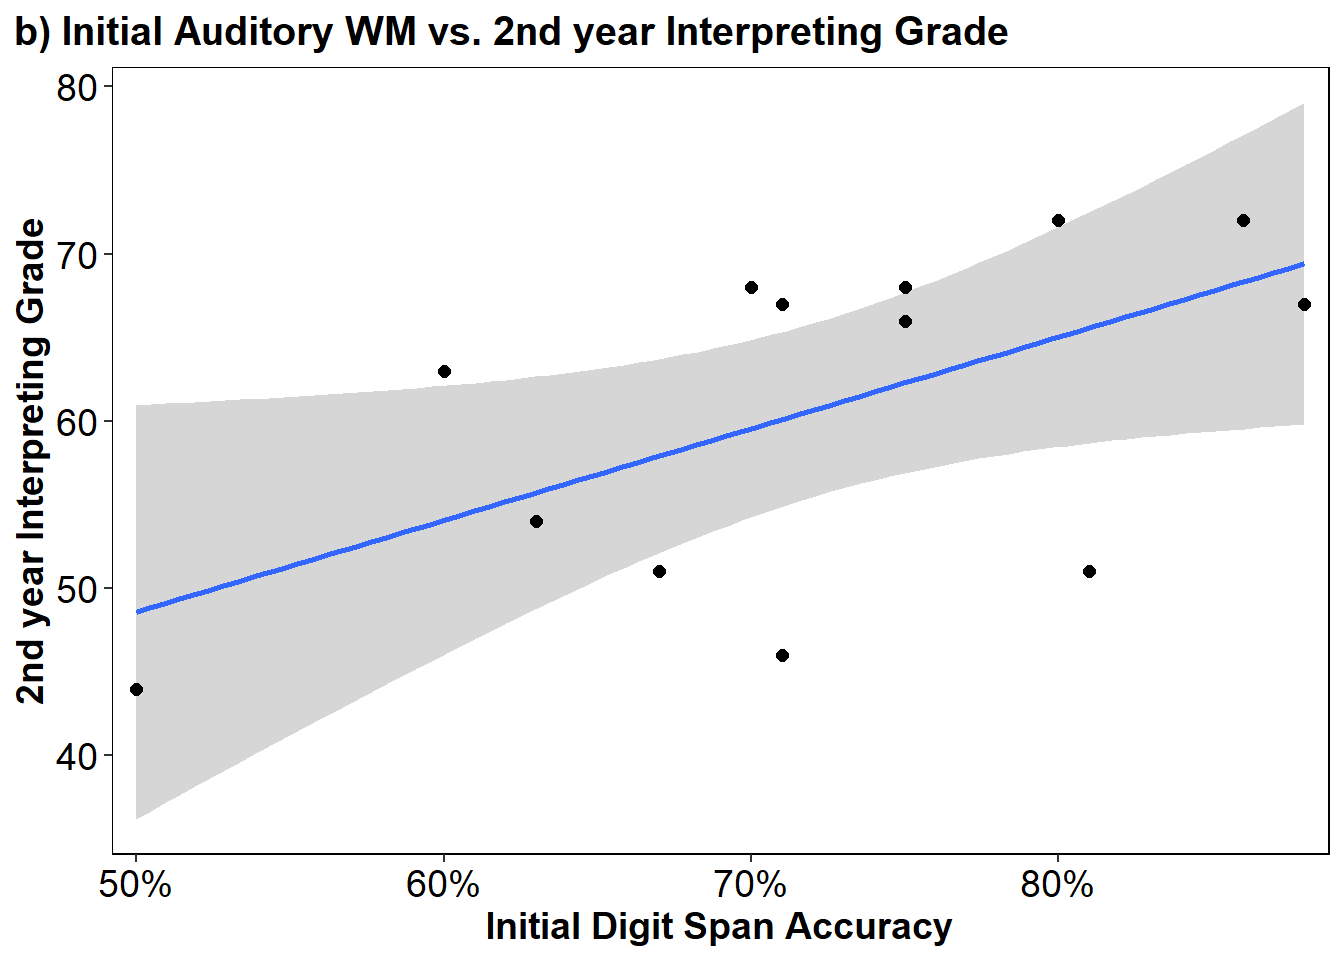 b) Initial Auditory WM vs. 2nd year Interpreting Grade
2nd year Interpreting Grade
80
70
60
50
40
50% 60% 70% 80%
Initial Digit Span Accuracy